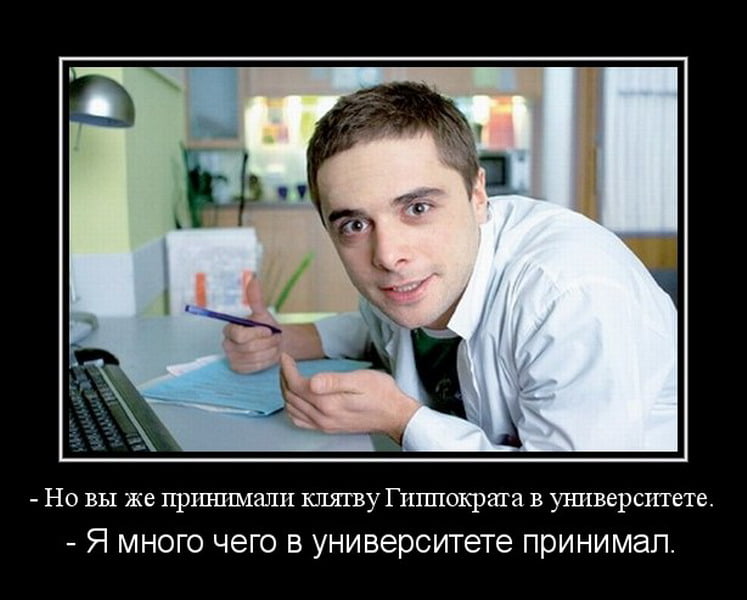 - Но вы же принимали клятву Гиппократа в университете.
- Я много чего в университете принимал.